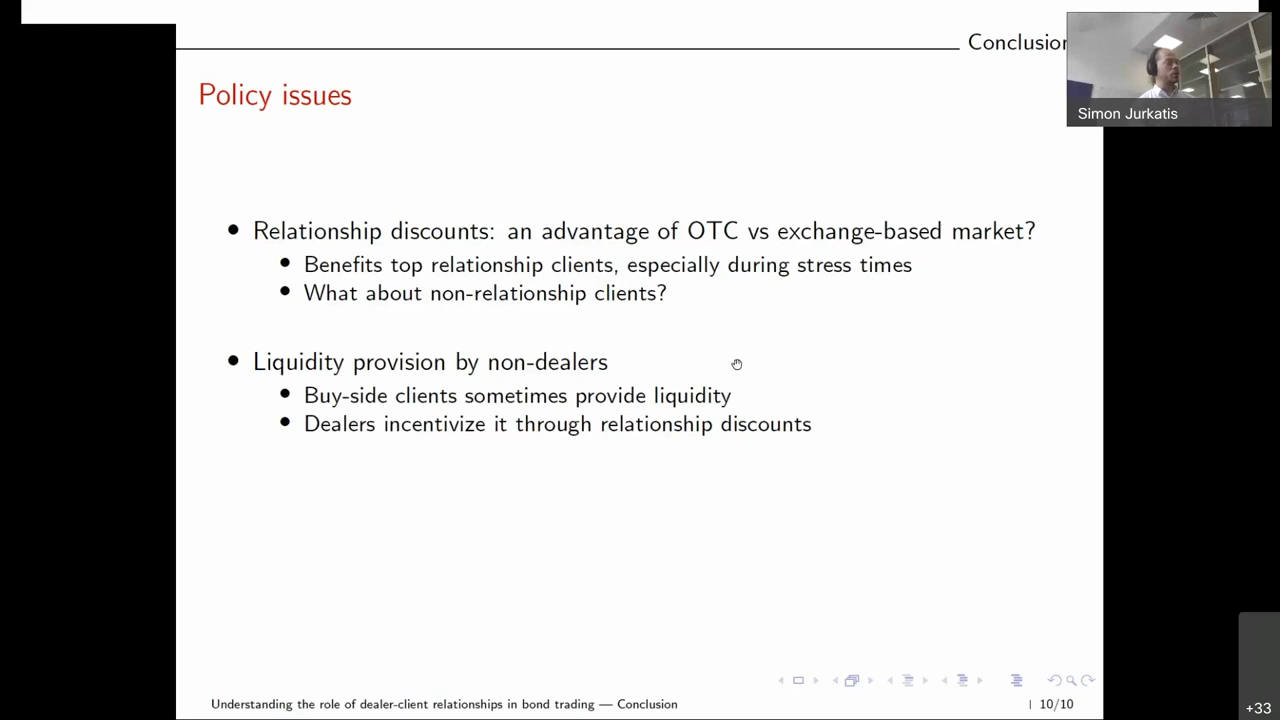 Conclusion
Simon Jurkatis
Policy issues
• Relationship discounts: an advantage of OTC vs exchange-based market?
• Benefits top relationship clients, especially during stress times
• What about non-relationship clients?
• Liquidity provision by non-dealers
• Buy-side clients sometimes provide liquidity
• Dealers incentivize it through relationship discounts
Understanding the role of dealer-client relationships in bond trading — Conclusion
| 10/10
+33